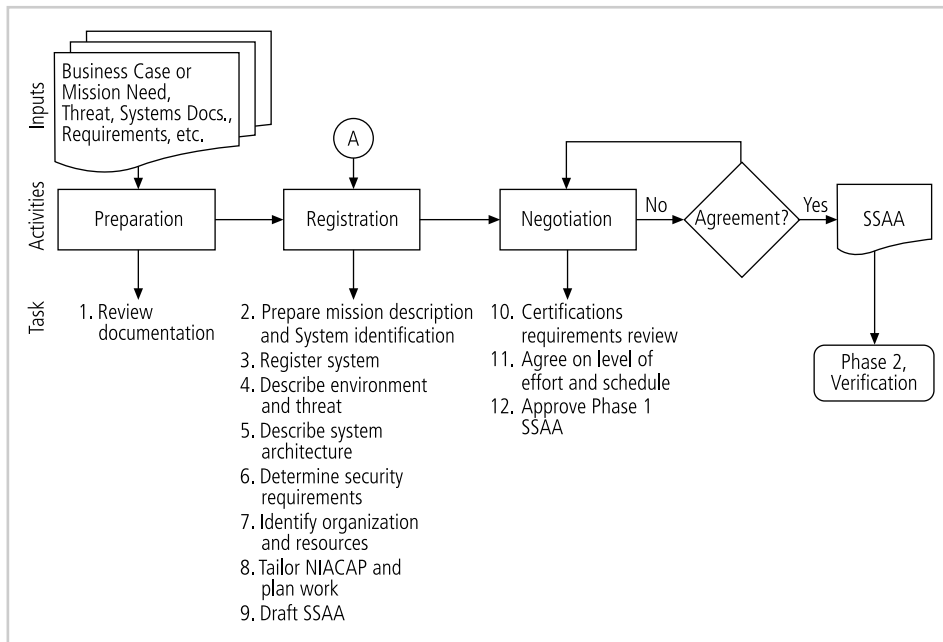 Inputs
Business Case or
Mission Need,
Threat, Systems Docs.,
Requirements, etc.
A
Activities
Preparation
Registration
Negotiation
No
Agreement?
Yes
SSAA
Task
1. Review
documentation
2. Prepare mission description
and System identification
3. Register system
4. Describe environment
and threat
5. Describe system
architecture
6. Determine security
requirements
7. Identify organization
and resources
8. Tailor NIACAP and
plan work
9. Draft SSAA
10. Certifications
requirements review
11. Agree on level of
effort and schedule
12. Approve Phase 1
SSAA
Phase 2,
Verification